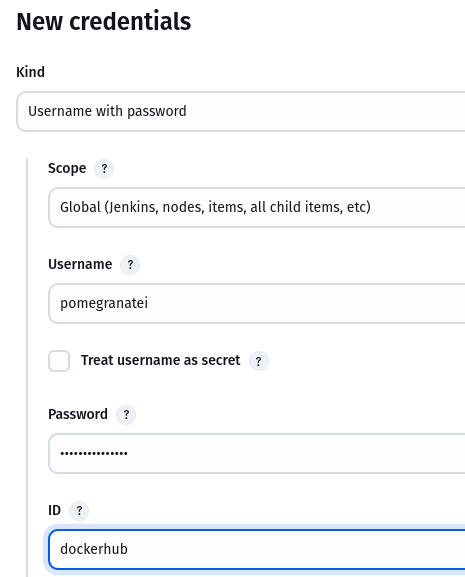 New credentials
Kind
Username with password
Scope ?
Global (Jenkins, nodes, items, all child items, etc)
Username ?
pomegranatei
Treat username as secret ?
Password ?
•••••••••••••••
ID ?
dockerhub